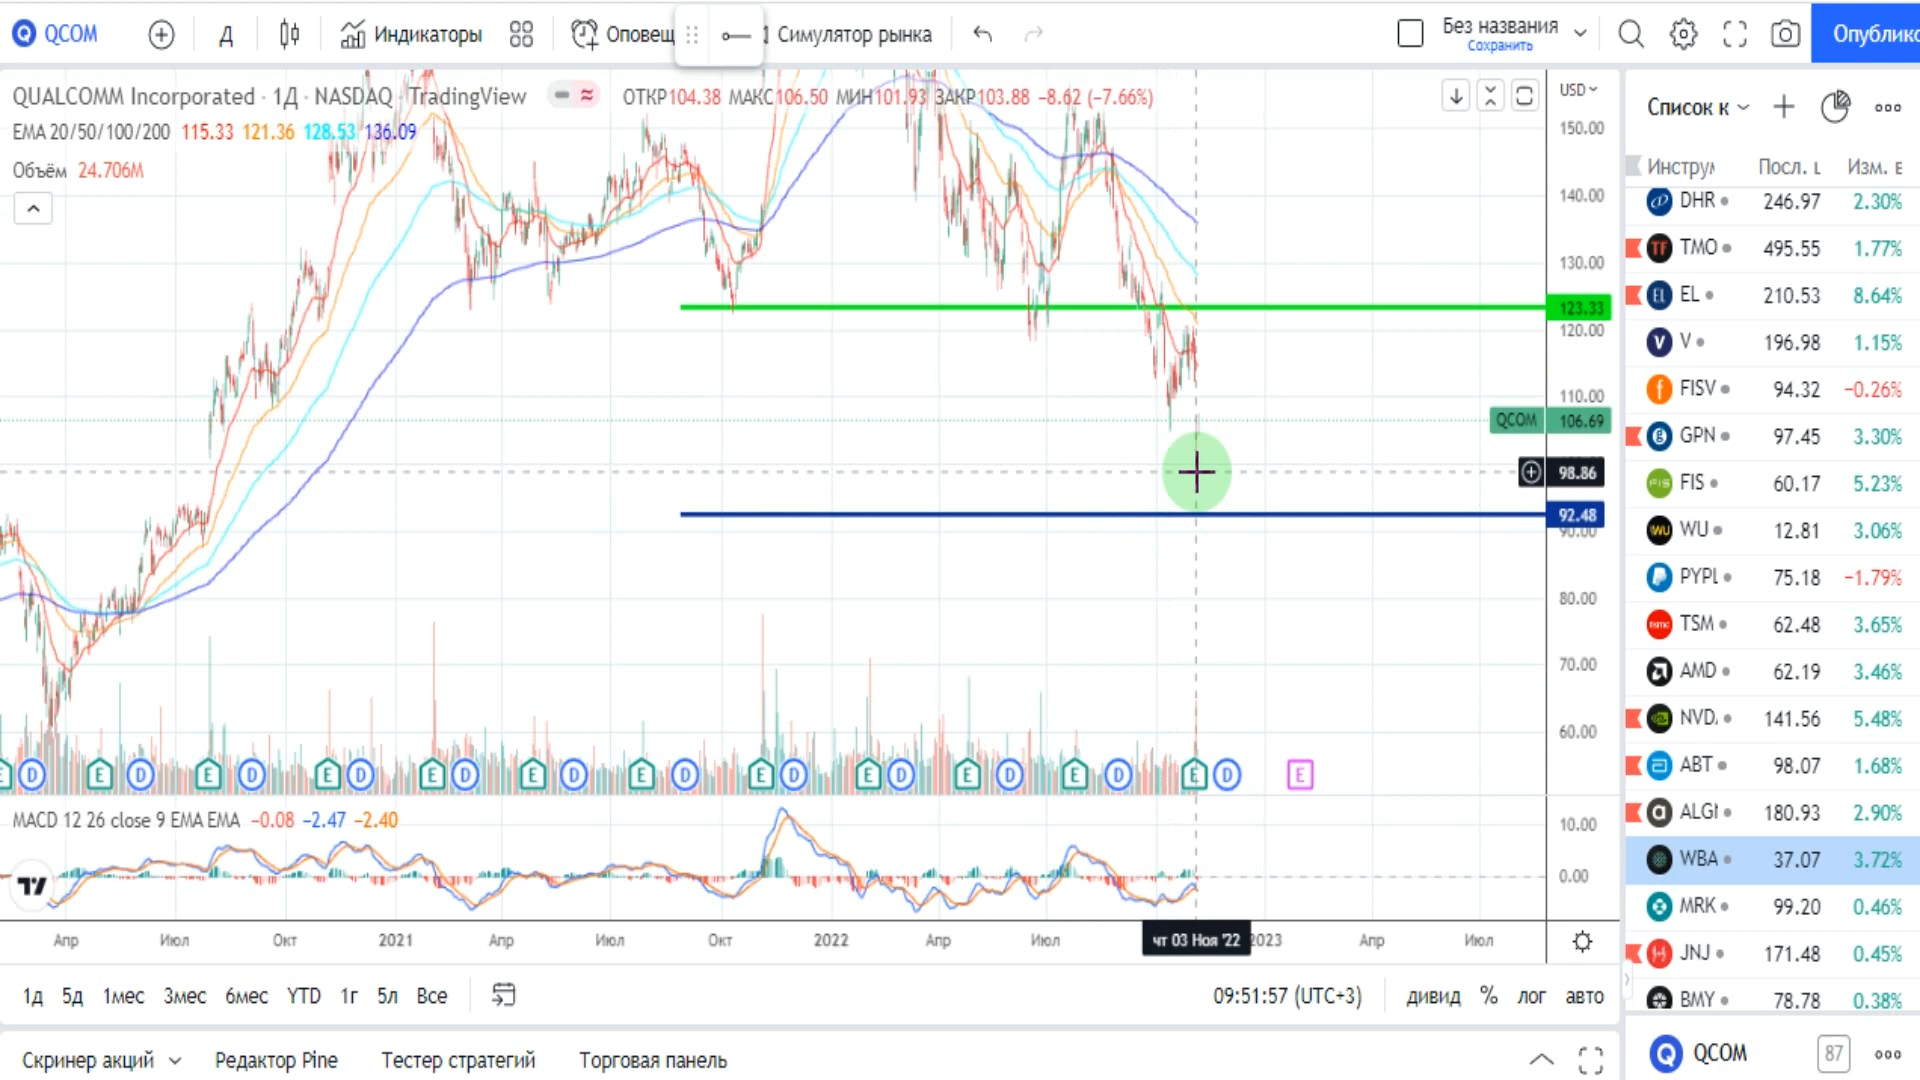 QCOM
Д
Индикаторы
Оповещ
Симулятор рынка
Без названия
Сохранить
Опублико
QUALCOMM Incorporated · 1Д · NASDAQ · TradingView
ОТКР104.38 МАКС106.50 МИН101.93 ЗАКР103.88 −8.62 (−7.66%)
EMA 20/50/100/200 115.33 121.36 128.53 136.09
Объём 24.706M
USD
150.00
140.00
130.00
123.33
120.00
110.00
QCOM 106.69
98.86
92.48
90.00
80.00
70.00
60.00
E D E D E D E D E D E D E D E D E D E D E D E D E
MACD 12 26 close 9 EMA EMA −0.08 −2.47 −2.40
10.00
0.00
Апр Июл Окт 2021 Апр Июл Окт 2022 Апр Июл чт 03 Ноя '22 2023 Апр Июл
1д 5д 1мес 3мес 6мес YTD 1г 5л Все
09:51:57 (UTC+3) дивид % лог авто
Скринер акций Редактор Pine Тестер стратегий Торговая панель
Список к
Инстру Посл. Изм. в
DHR 246.97 2.30%
TMO 495.55 1.77%
EL 210.53 8.64%
V 196.98 1.15%
FISV 94.32 −0.26%
GPN 97.45 3.30%
FIS 60.17 5.23%
WU 12.81 3.06%
PYPL 75.18 −1.79%
TSM 62.48 3.65%
AMD 62.19 3.46%
NVD 141.56 5.48%
ABT 98.07 1.68%
ALG 180.93 2.90%
WBA 37.07 3.72%
MRK 99.20 0.46%
JNJ 171.48 0.45%
BMY 78.78 0.38%
QCOM 87